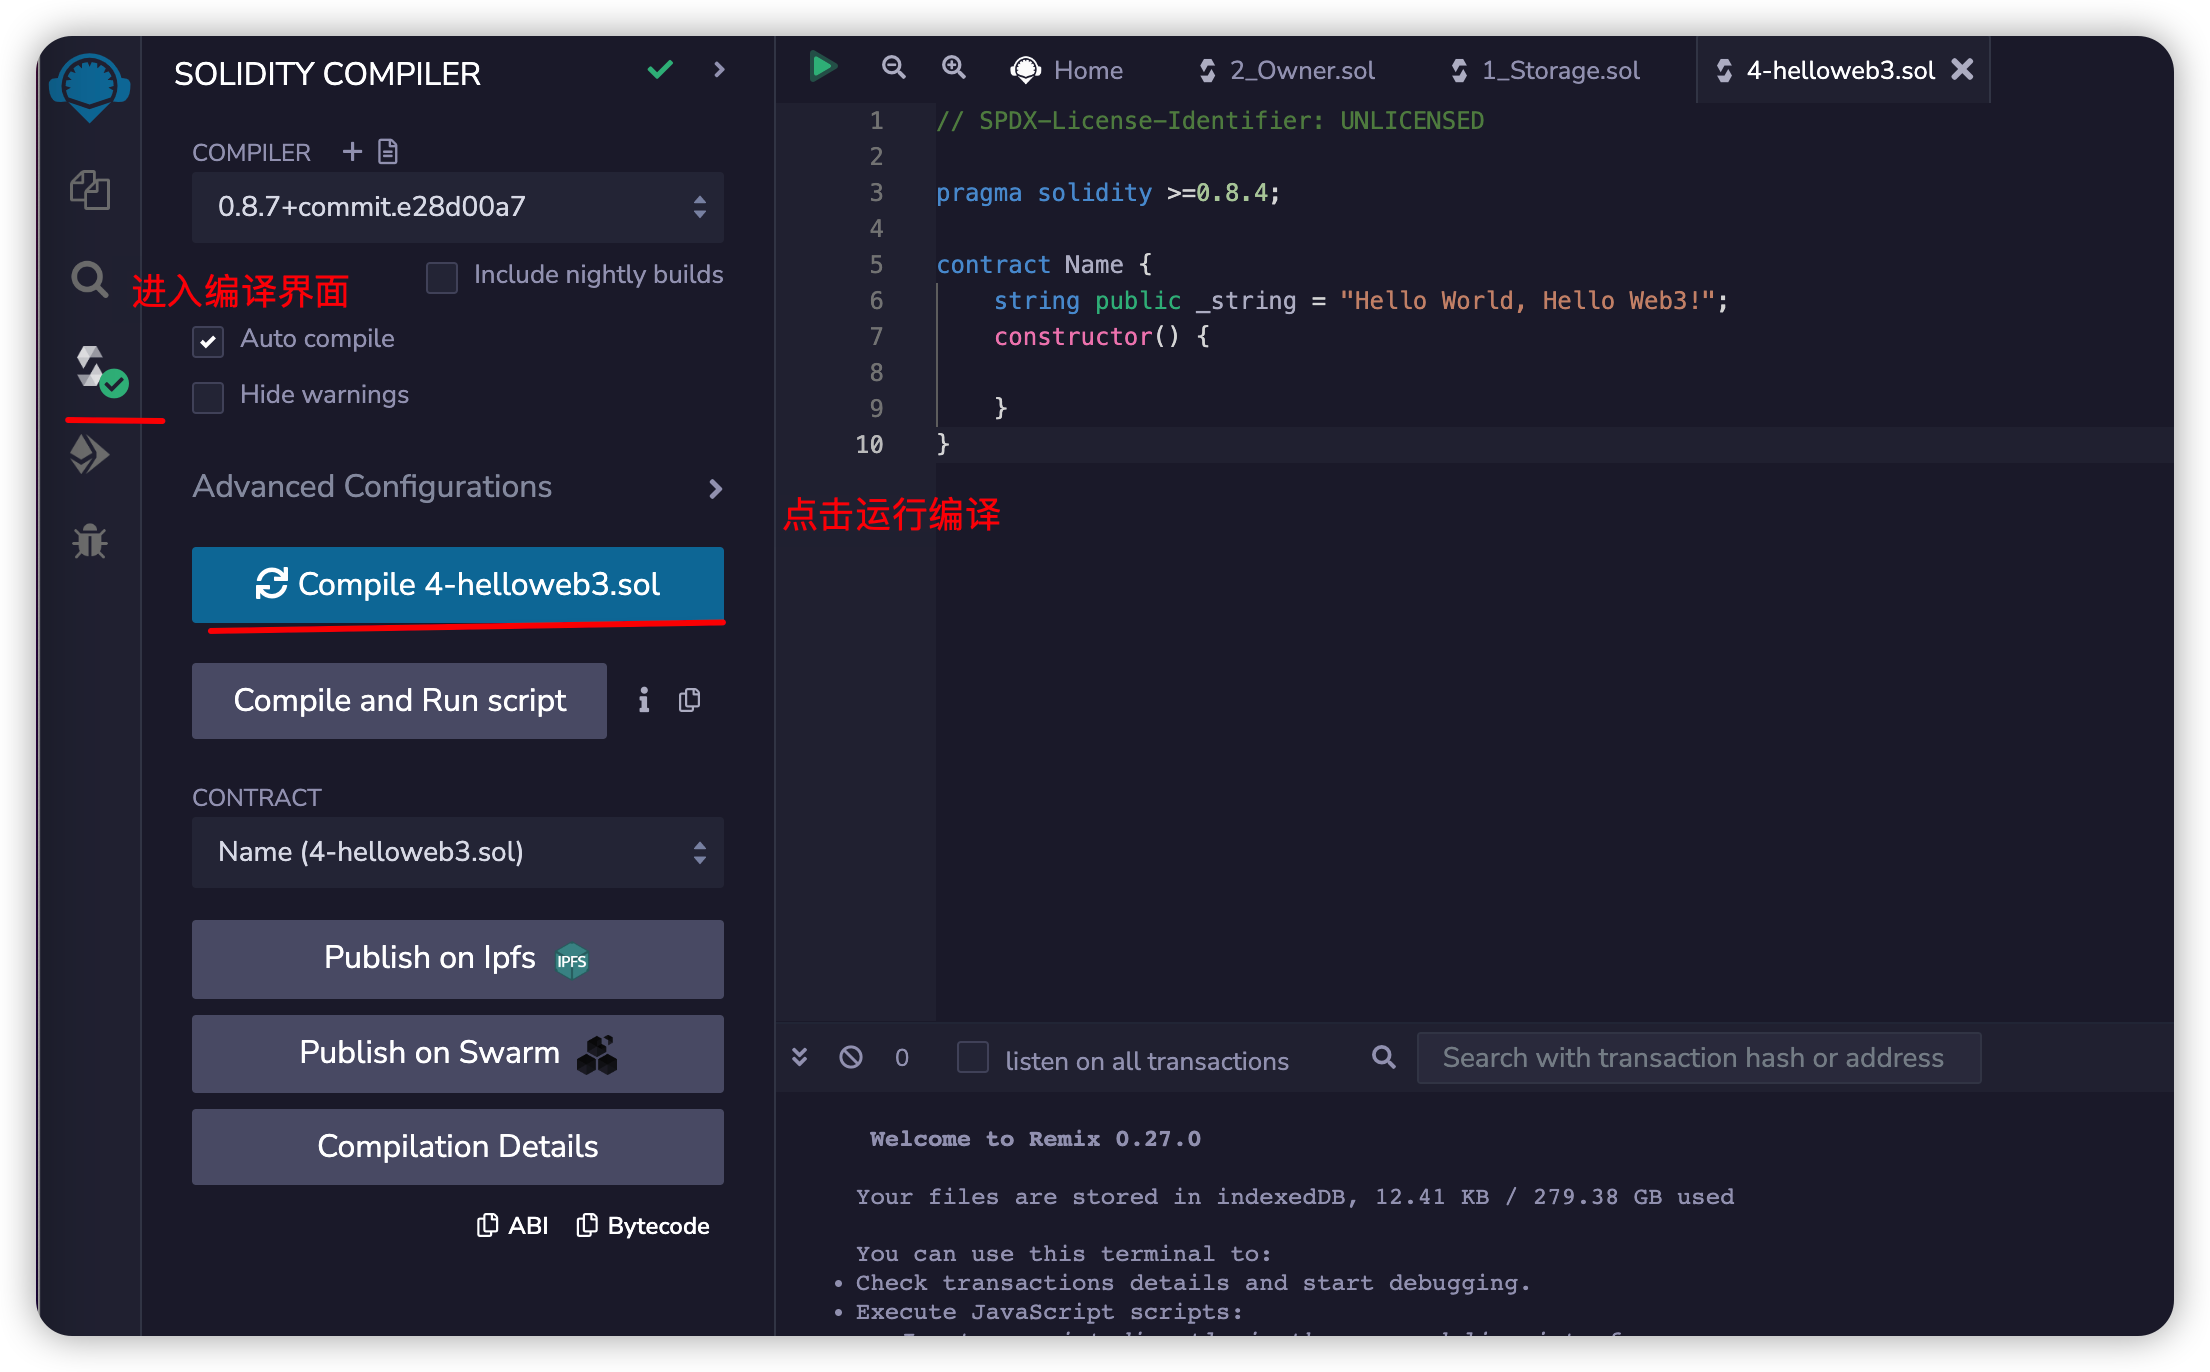 SOLIDITY COMPILER
COMPILER
0.8.7+commit.e28d00a7
Include nightly builds
进入编译界面
Auto compile
Hide warnings
Advanced Configurations
Compile 4-helloweb3.sol
Compile and Run script
CONTRACT
Name (4-helloweb3.sol)
Publish on Ipfs IPFS
Publish on Swarm
Compilation Details
ABI Bytecode
Home 2_Owner.sol 1_Storage.sol 4-helloweb3.sol
1 // SPDX-License-Identifier: UNLICENSED
2
3 pragma solidity >=0.8.4;
4
5 contract Name {
6 string public _string = "Hello World, Hello Web3!";
7 constructor() {
8
9 }
10 }
点击运行编译
0 listen on all transactions Search with transaction hash or address
Welcome to Remix 0.27.0
Your files are stored in indexedDB, 12.41 KB / 279.38 GB used
You can use this terminal to:
• Check transactions details and start debugging.
• Execute JavaScript scripts: